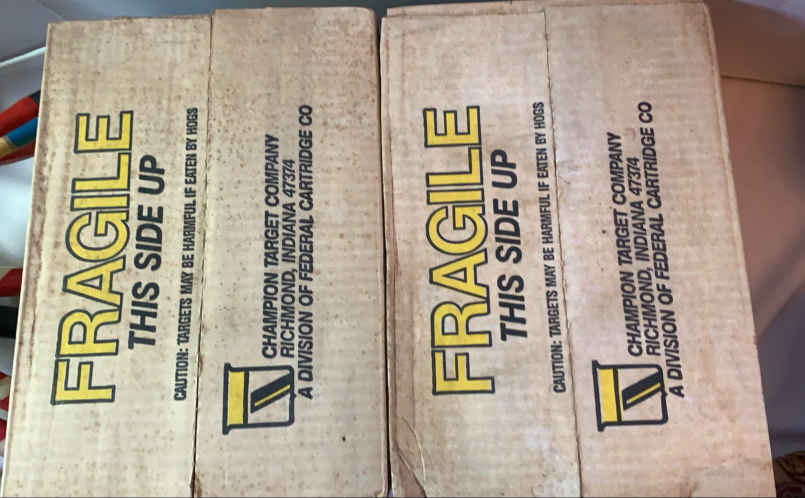 FRAGILE
THIS SIDE UP
CAUTION: TARGETS MAY BE HARMFUL IF EATEN BY HOGS
CHAMPION TARGET COMPANY
RICHMOND, INDIANA 47374
A DIVISION OF FEDERAL CARTRIDGE CO
FRAGILE
THIS SIDE UP
CAUTION: TARGETS MAY BE HARMFUL IF EATEN BY HOGS
CHAMPION TARGET COMPANY
RICHMOND, INDIANA 47374
A DIVISION OF FEDERAL CARTRIDGE CO